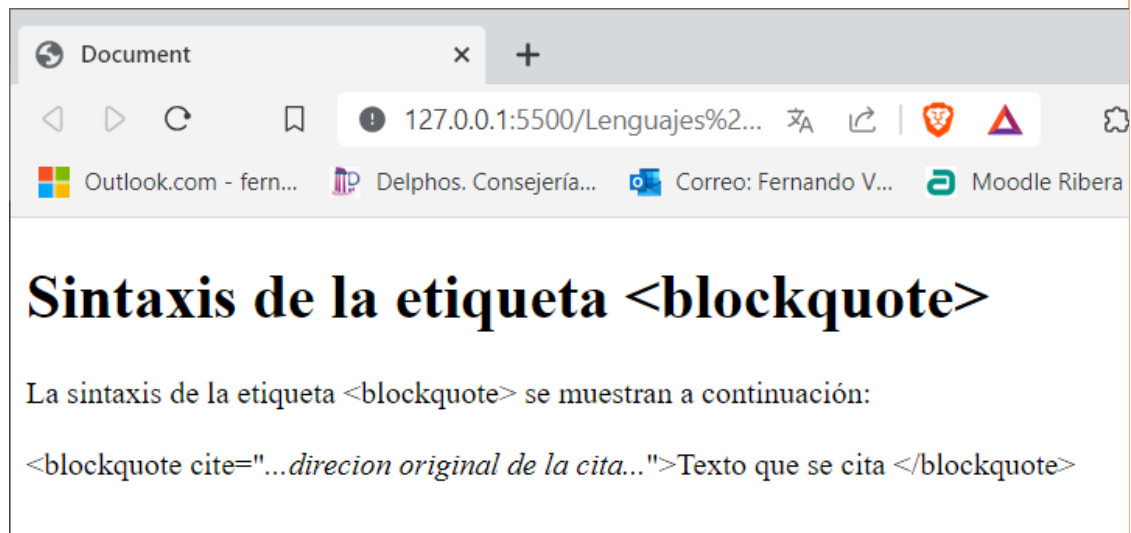 Document
127.0.0.1:5500/Lenguajes%2...
Outlook.com - fern... Delphos. Consejería... Correo: Fernando V... Moodle Ribera
Sintaxis de la etiqueta <blockquote>
La sintaxis de la etiqueta <blockquote> se muestran a continuación:
<blockquote cite="...direcion original de la cita...">Texto que se cita </blockquote>